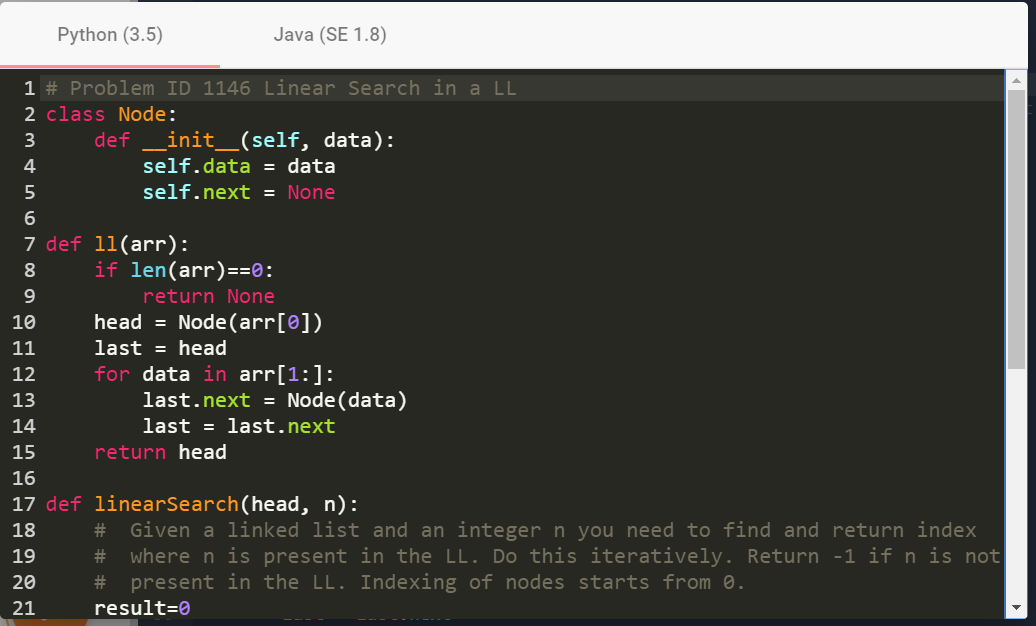 Python (3.5) Java (SE 1.8)
1 # Problem ID 1146 Linear Search in a LL
2 class Node:
3     def __init__(self, data):
4         self.data = data
5         self.next = None
6
7 def ll(arr):
8     if len(arr)==0:
9         return None
10     head = Node(arr[0])
11     last = head
12     for data in arr[1:]:
13         last.next = Node(data)
14         last = last.next
15     return head
16
17 def linearSearch(head, n):
18     #  Given a linked list and an integer n you need to find and return index
19     #  where n is present in the LL. Do this iteratively. Return -1 if n is not
20     #  present in the LL. Indexing of nodes starts from 0.
21     result=0